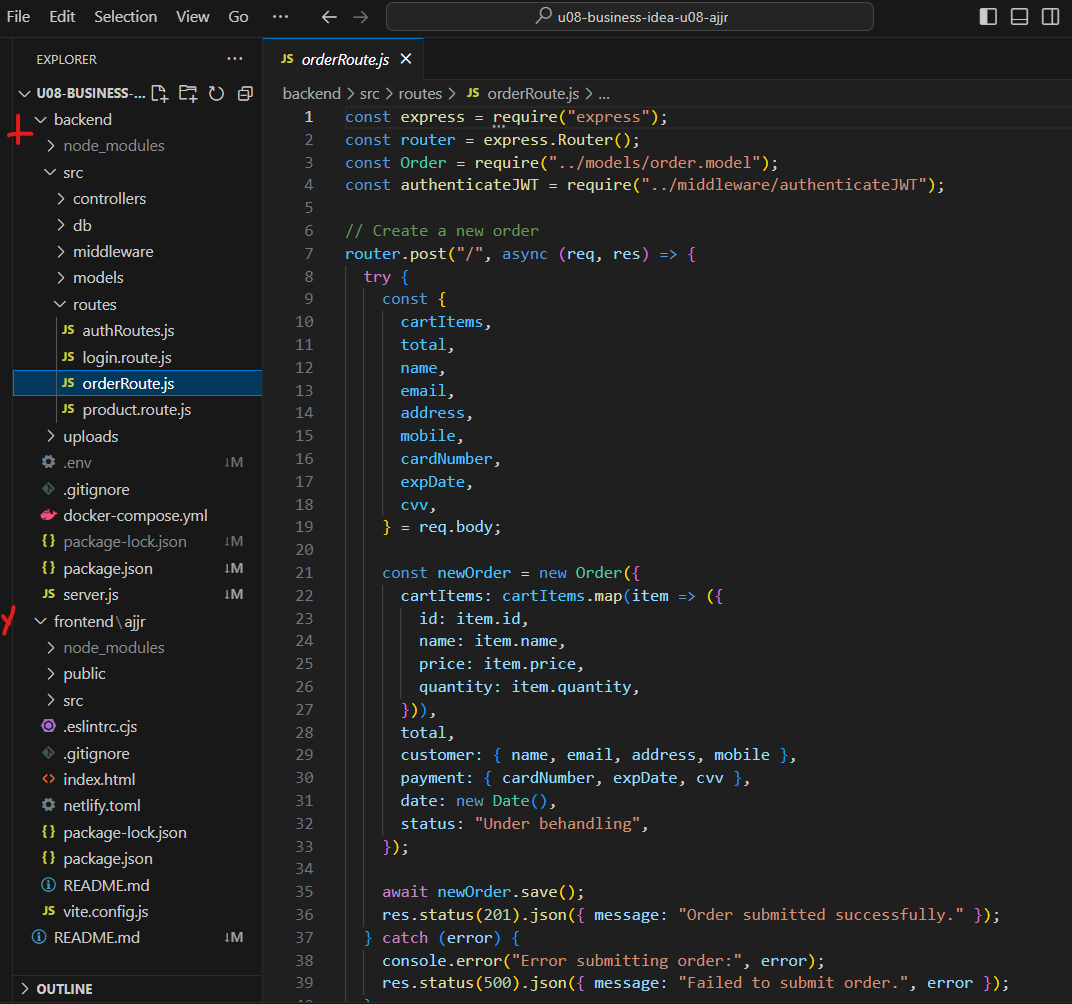 File Edit Selection View Go ··· u08-business-idea-u08-ajjr
EXPLORER ···
U08-BUSINESS-...
backend
node_modules
src
controllers
db
middleware
models
routes
JS authRoutes.js
JS login.route.js
JS orderRoute.js
JS product.route.js
uploads
.env ↓M
.gitignore
docker-compose.yml
{} package-lock.json ↓M
{} package.json ↓M
JS server.js ↓M
frontend\ajjr
node_modules
public
src
.eslintrc.cjs
.gitignore
<> index.html
netlify.toml
{} package-lock.json
{} package.json
README.md
JS vite.config.js
README.md ↓M
OUTLINE
JS orderRoute.js
backend > src > routes > JS orderRoute.js > ...
1 const express = require("express");
2 const router = express.Router();
3 const Order = require("../models/order.model");
4 const authenticateJWT = require("../middleware/authenticateJWT");
5
6 // Create a new order
7 router.post("/", async (req, res) => {
8 try {
9 const {
10 cartItems,
11 total,
12 name,
13 email,
14 address,
15 mobile,
16 cardNumber,
17 expDate,
18 cvv,
19 } = req.body;
20
21 const newOrder = new Order({
22 cartItems: cartItems.map(item => ({
23 id: item.id,
24 name: item.name,
25 price: item.price,
26 quantity: item.quantity,
27 })),
28 total,
29 customer: { name, email, address, mobile },
30 payment: { cardNumber, expDate, cvv },
31 date: new Date(),
32 status: "Under behandling",
33 });
34
35 await newOrder.save();
36 res.status(201).json({ message: "Order submitted successfully." });
37 } catch (error) {
38 console.error("Error submitting order:", error);
39 res.status(500).json({ message: "Failed to submit order.", error });